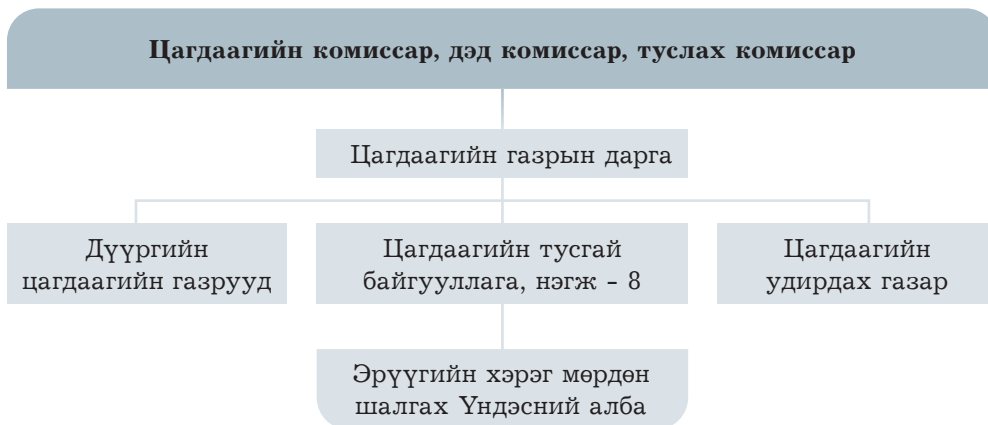 Цагдаагийн комиссар, дэд комиссар, туслах комиссар
Цагдаагийн газрын дарга
Дүүргийн
цагдаагийн газрууд
Цагдаагийн тусгай
байгууллага, нэгж - 8
Цагдаагийн
удирдах газар
Эрүүгийн хэрэг мөрдөн
шалгах Үндэсний алба